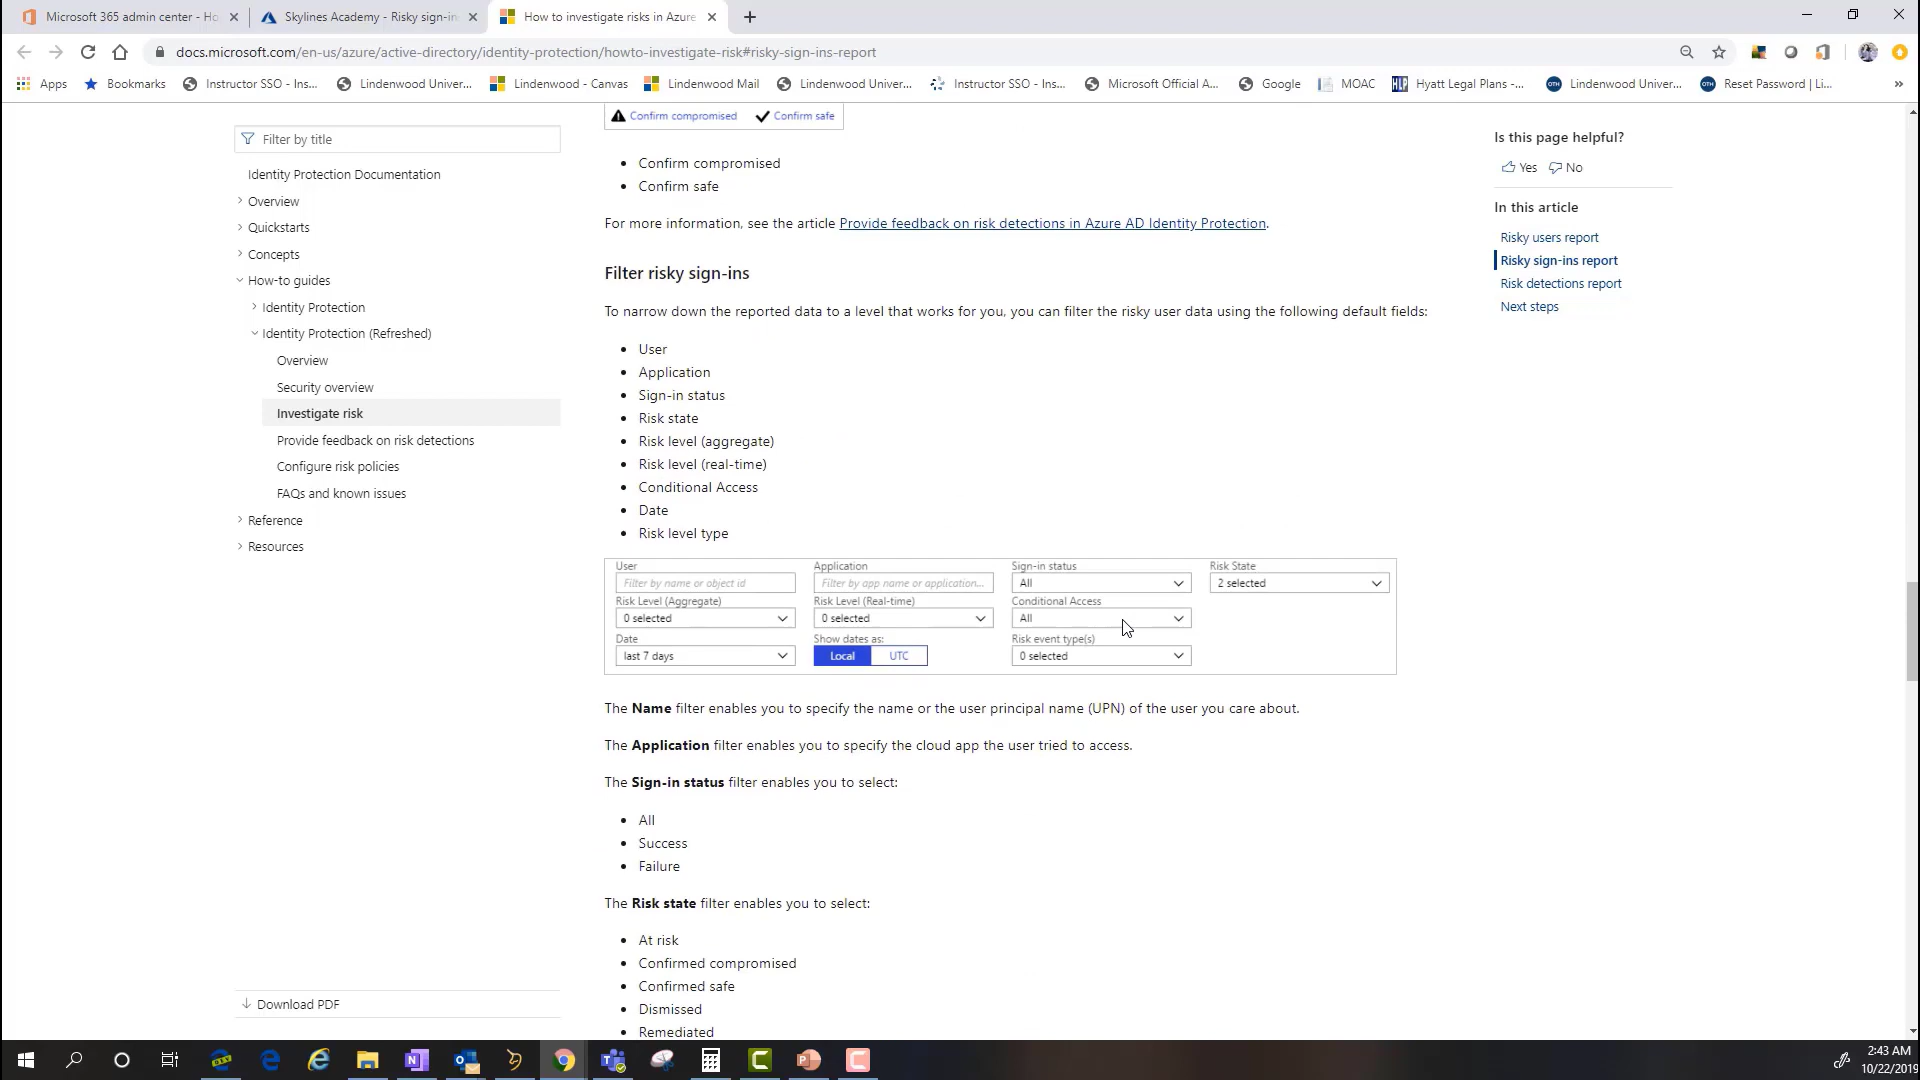 Microsoft 365 admin center - Ho
Skylines Academy - Risky sign-in
How to investigate risks in Azure
docs.microsoft.com/en-us/azure/active-directory/identity-protection/howto-investigate-risk#risky-sign-ins-report
Apps
Bookmarks
Instructor SSO - Ins...
Lindenwood Univer...
Lindenwood - Canvas
Lindenwood Mail
Lindenwood Univer...
Instructor SSO - Ins...
Microsoft Official A...
Google
MOAC
HLP
Hyatt Legal Plans -...
OTH
Lindenwood Univer...
OTH
Reset Password | Li...
»
Filter by title
Identity Protection Documentation
Overview
Quickstarts
Concepts
How-to guides
Identity Protection
Identity Protection (Refreshed)
Overview
Security overview
Investigate risk
Provide feedback on risk detections
Configure risk policies
FAQs and known issues
Reference
Resources
Download PDF
Confirm compromised Confirm safe
• Confirm compromised
• Confirm safe
For more information, see the article Provide feedback on risk detections in Azure AD Identity Protection.
Filter risky sign-ins
To narrow down the reported data to a level that works for you, you can filter the risky user data using the following default fields:
• User
• Application
• Sign-in status
• Risk state
• Risk level (aggregate)
• Risk level (real-time)
• Conditional Access
• Date
• Risk level type
User Application Sign-in status Risk State
Filter by name or object id Filter by app name or application... All 2 selected
Risk Level (Aggregate) Risk Level (Real-time) Conditional Access
0 selected 0 selected All
Date Show dates as: Risk event type(s)
last 7 days Local UTC 0 selected
The Name filter enables you to specify the name or the user principal name (UPN) of the user you care about.
The Application filter enables you to specify the cloud app the user tried to access.
The Sign-in status filter enables you to select:
• All
• Success
• Failure
The Risk state filter enables you to select:
• At risk
• Confirmed compromised
• Confirmed safe
• Dismissed
• Remediated
Is this page helpful?
Yes No
In this article
Risky users report
Risky sign-ins report
Risk detections report
Next steps
2:43 AM
10/22/2019